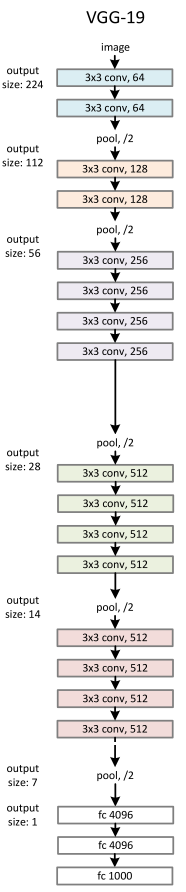 VGG-19
image
output
size: 224
3x3 conv, 64
3x3 conv, 64
output
size: 112
pool, /2
3x3 conv, 128
3x3 conv, 128
output
size: 56
pool, /2
3x3 conv, 256
3x3 conv, 256
3x3 conv, 256
3x3 conv, 256
output
size: 28
pool, /2
3x3 conv, 512
3x3 conv, 512
3x3 conv, 512
3x3 conv, 512
output
size: 14
pool, /2
3x3 conv, 512
3x3 conv, 512
3x3 conv, 512
3x3 conv, 512
output
size: 7
pool, /2
output
size: 1
fc 4096
fc 4096
fc 1000